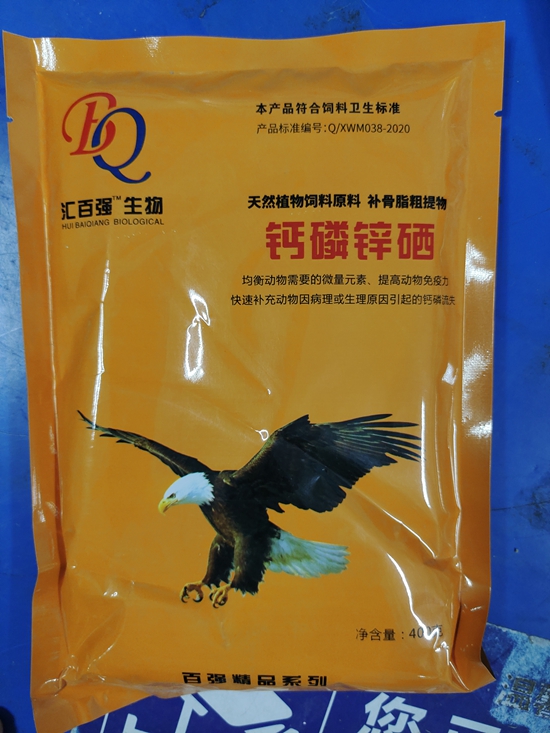 本产品符合饲料卫生标准
产品标准编号:Q/XWM038-2020
BQ
汇百强™生物
HUI BAIQIANG BIOLOGICAL
天然植物饲料原料 补骨脂粗提物
钙磷锌硒
均衡动物需要的微量元素、提高动物免疫力
快速补充动物因病理或生理原因引起的钙磷流失
净含量:400克
百强精品系列
您